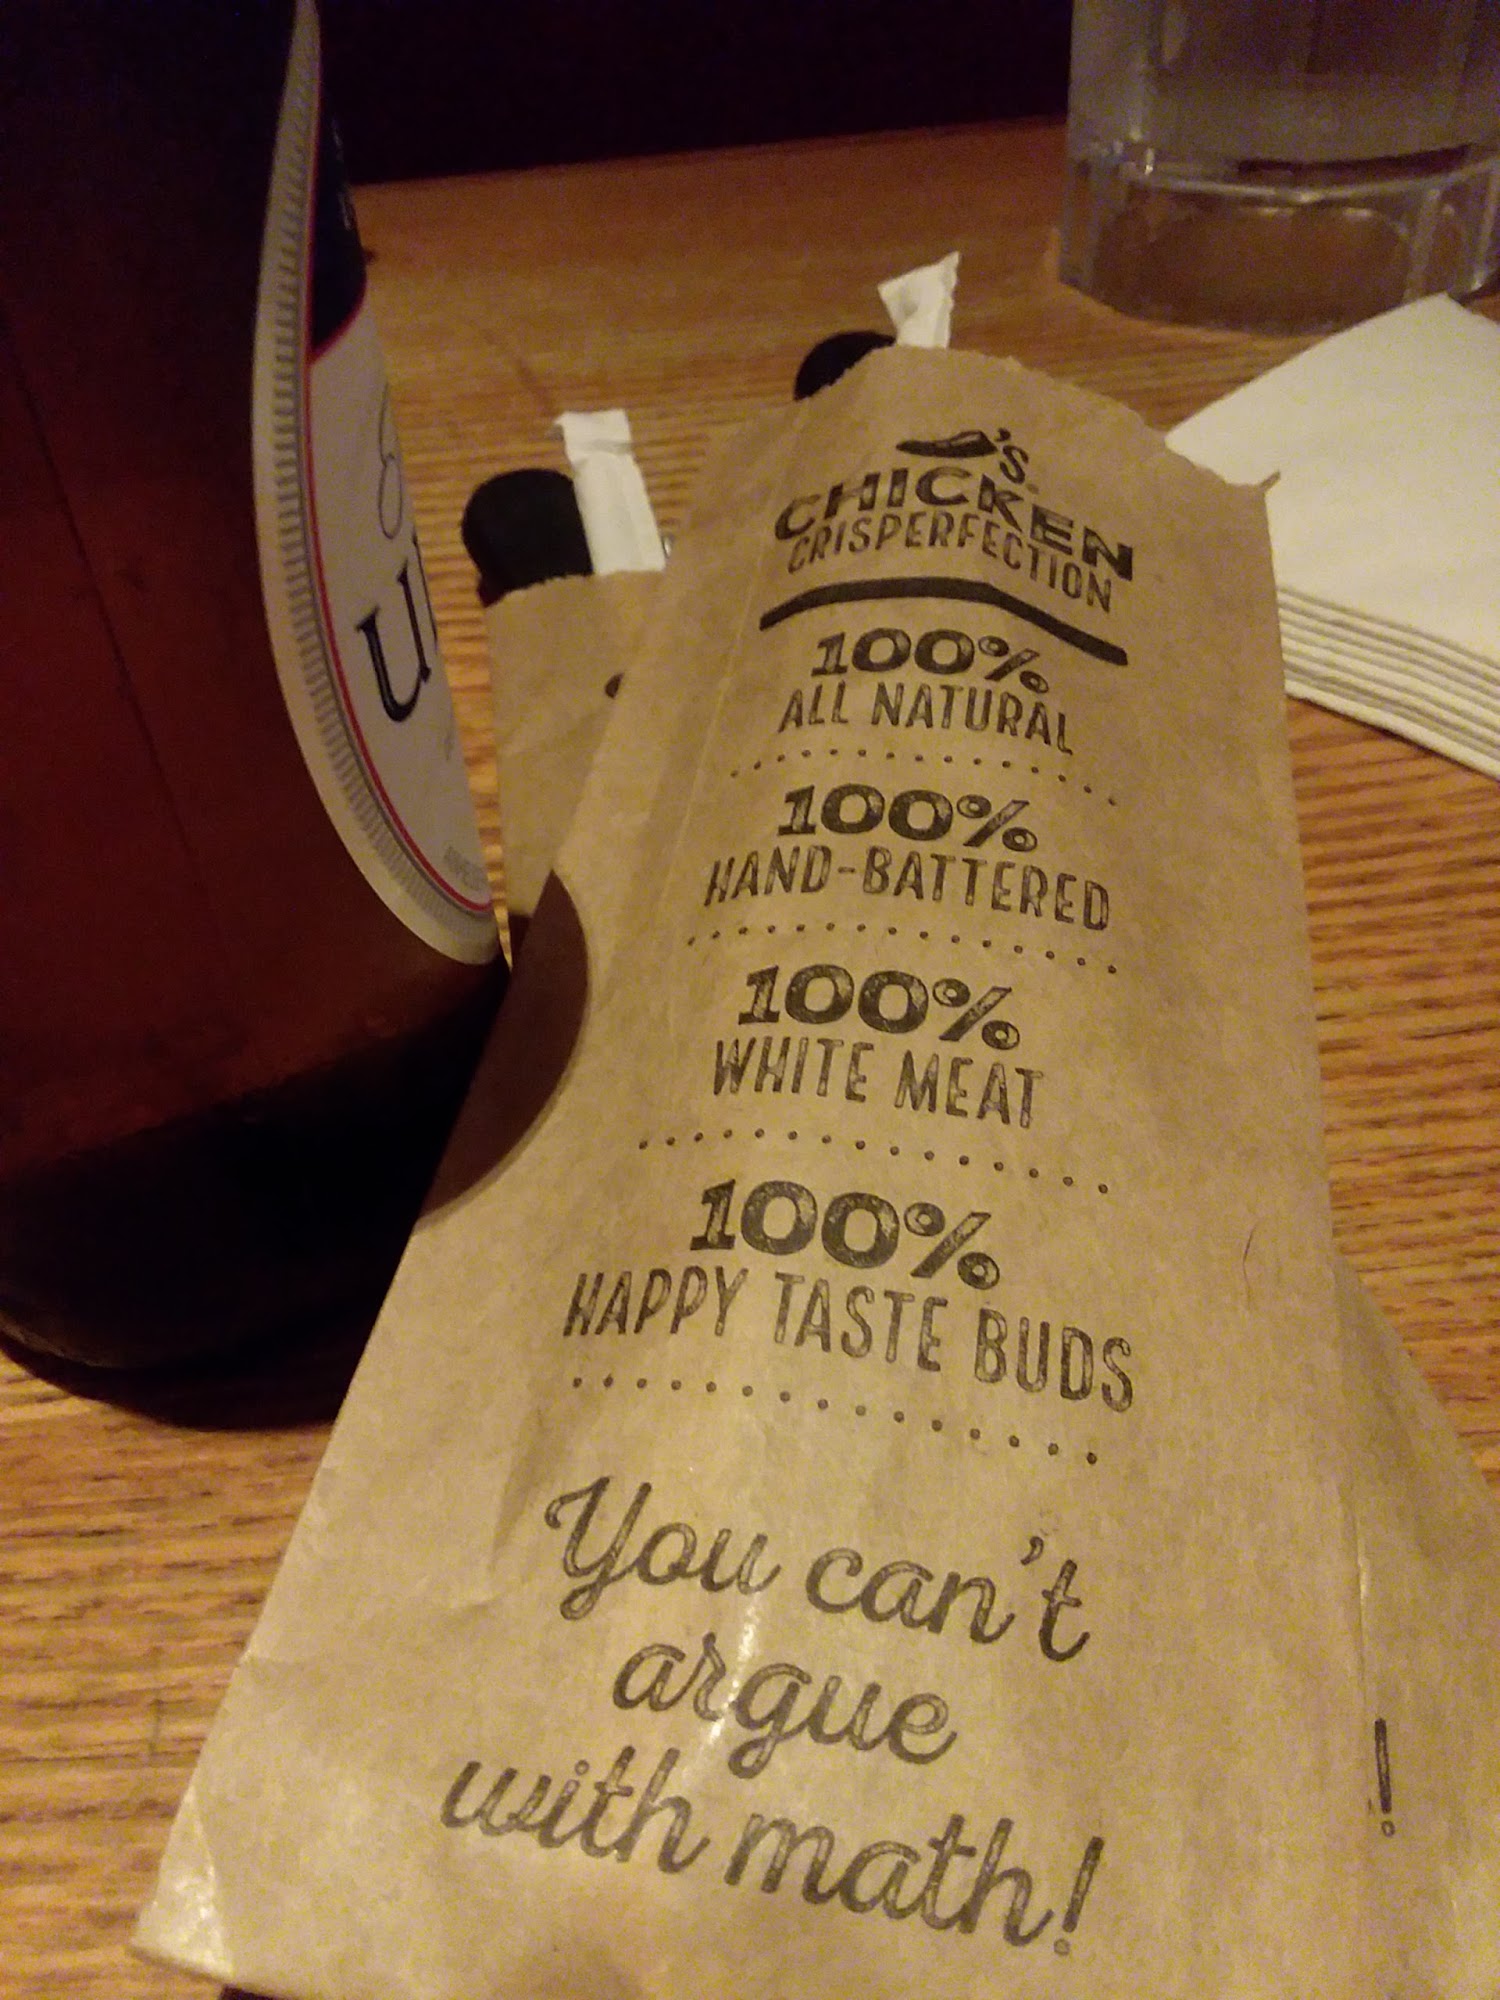 's.
CHICKEN
CRISPERFECTION
100%
ALL NATURAL
100%
HAND-BATTERED
100%
WHITE MEAT
100%
HAPPY TASTE BUDS
You can't
argue
with math!
!